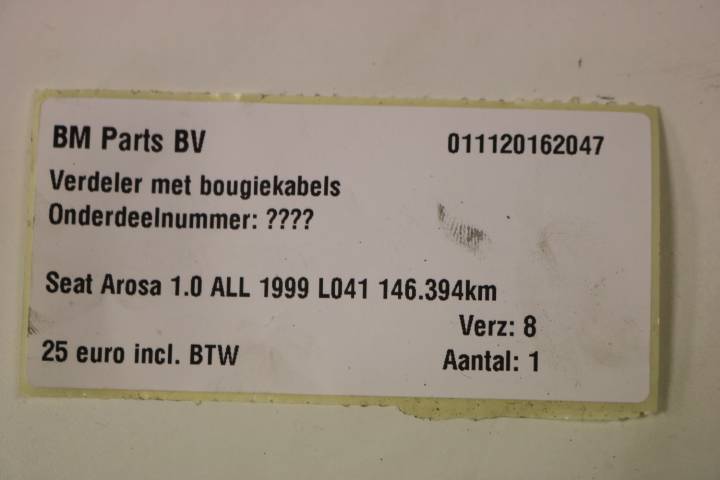 BM Parts BV 011120162047
Verdeler met bougiekabels
Onderdeelnummer: ????
Seat Arosa 1.0 ALL 1999 L041 146.394km
Verz: 8
25 euro incl. BTW Aantal: 1